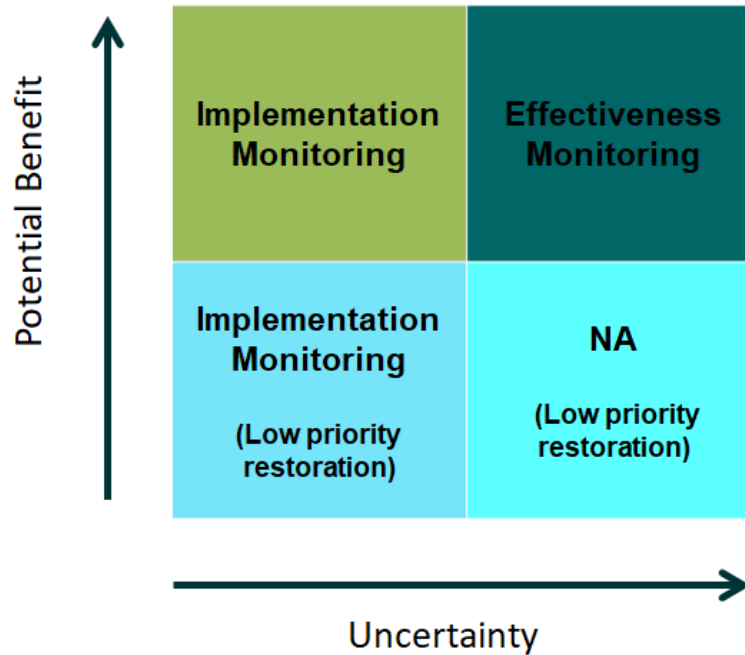 Potential Benefit
Implementation
Monitoring
Effectiveness
Monitoring
Implementation
Monitoring
(Low priority
restoration)
NA
(Low priority
restoration)
Uncertainty